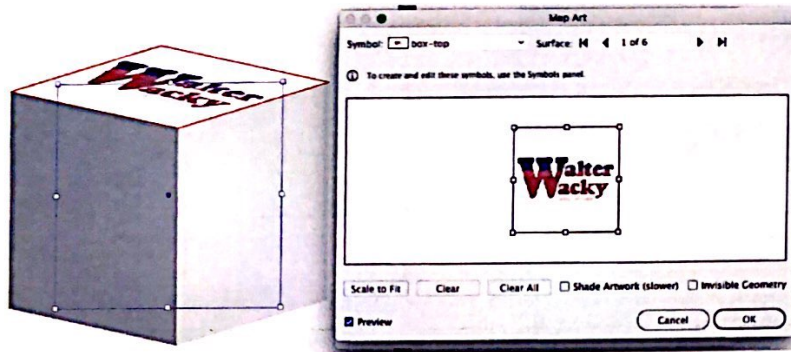 Walter
Wacky
Map Art
Symbol: box-top Surface: 1 of 6
To create and edit these symbols, use the Symbols panel.
Walter
Wacky
Scale to Fit Clear Clear All Shade Artwork (slower) Invisible Geometry
Preview Cancel OK